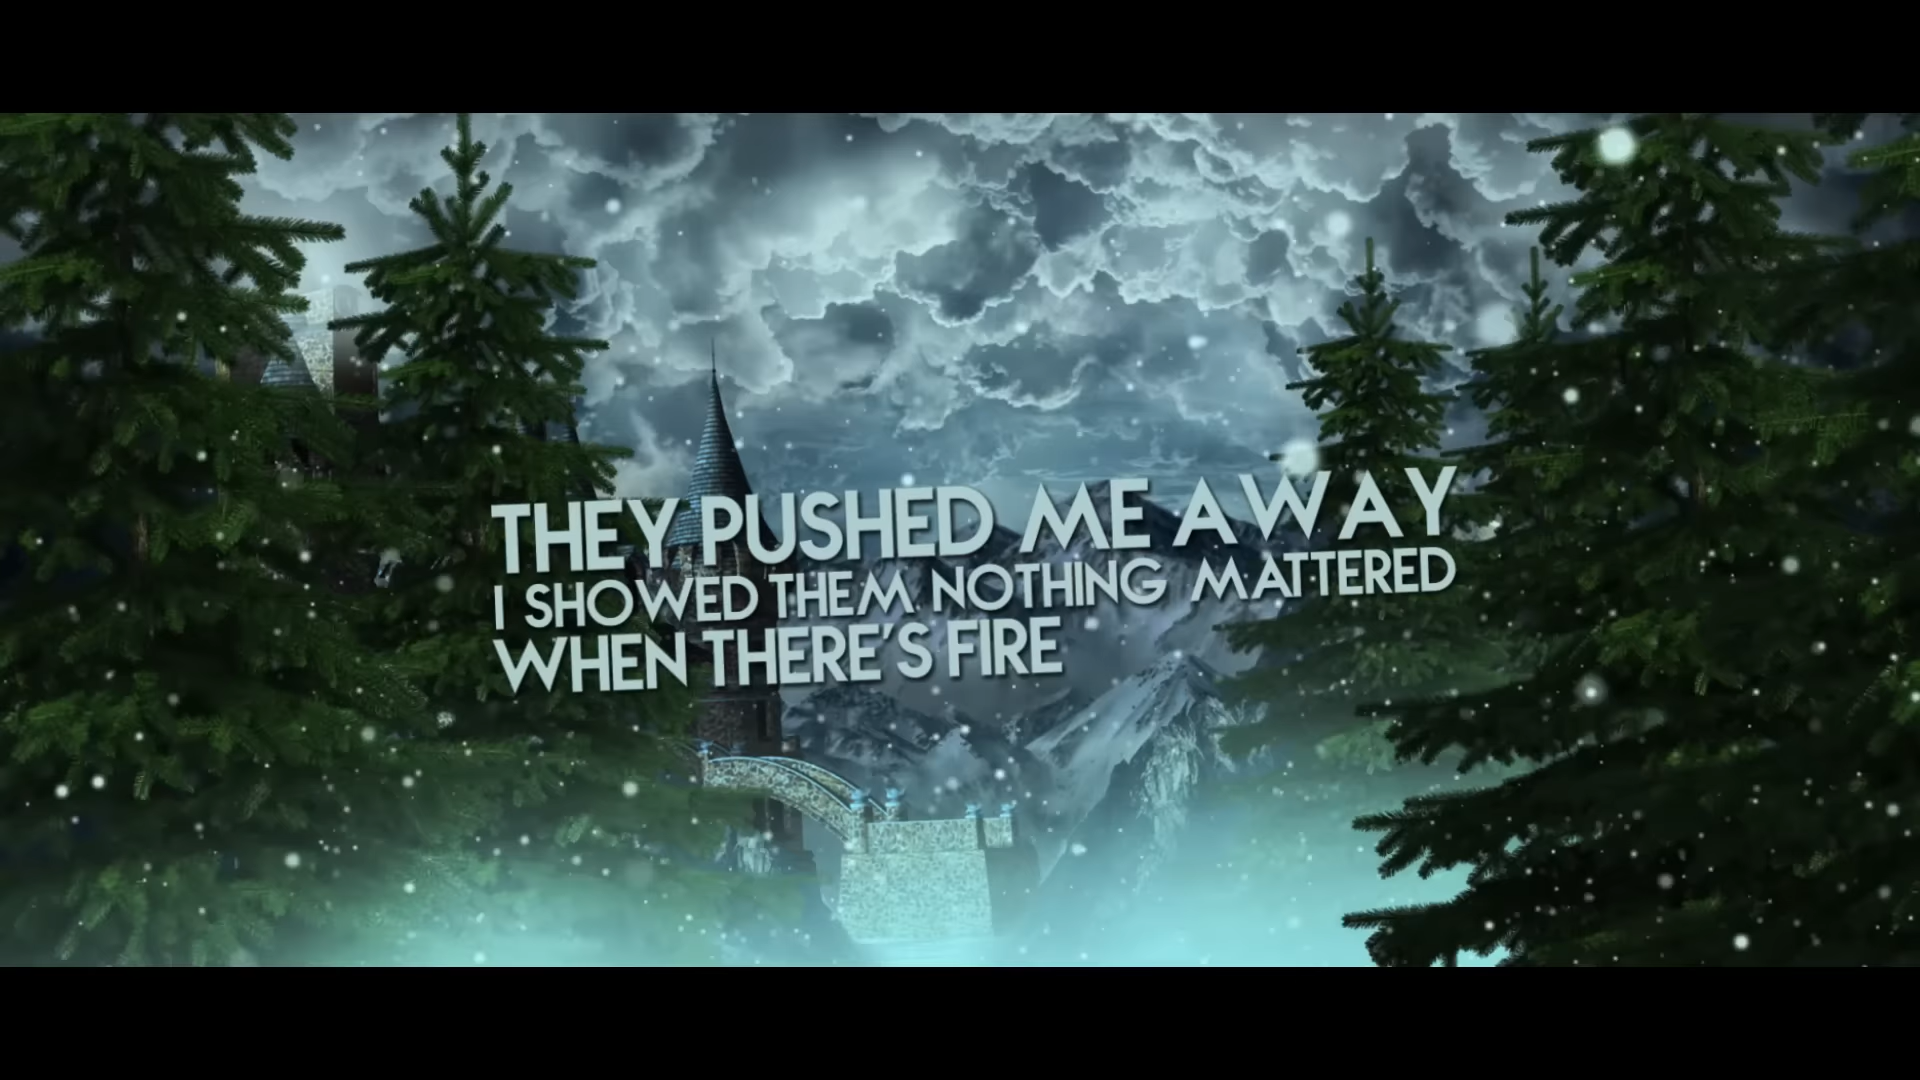 THEY PUSHED ME AWAY
I SHOWED THEM NOTHING MATTERED
WHEN THERE'S FIRE